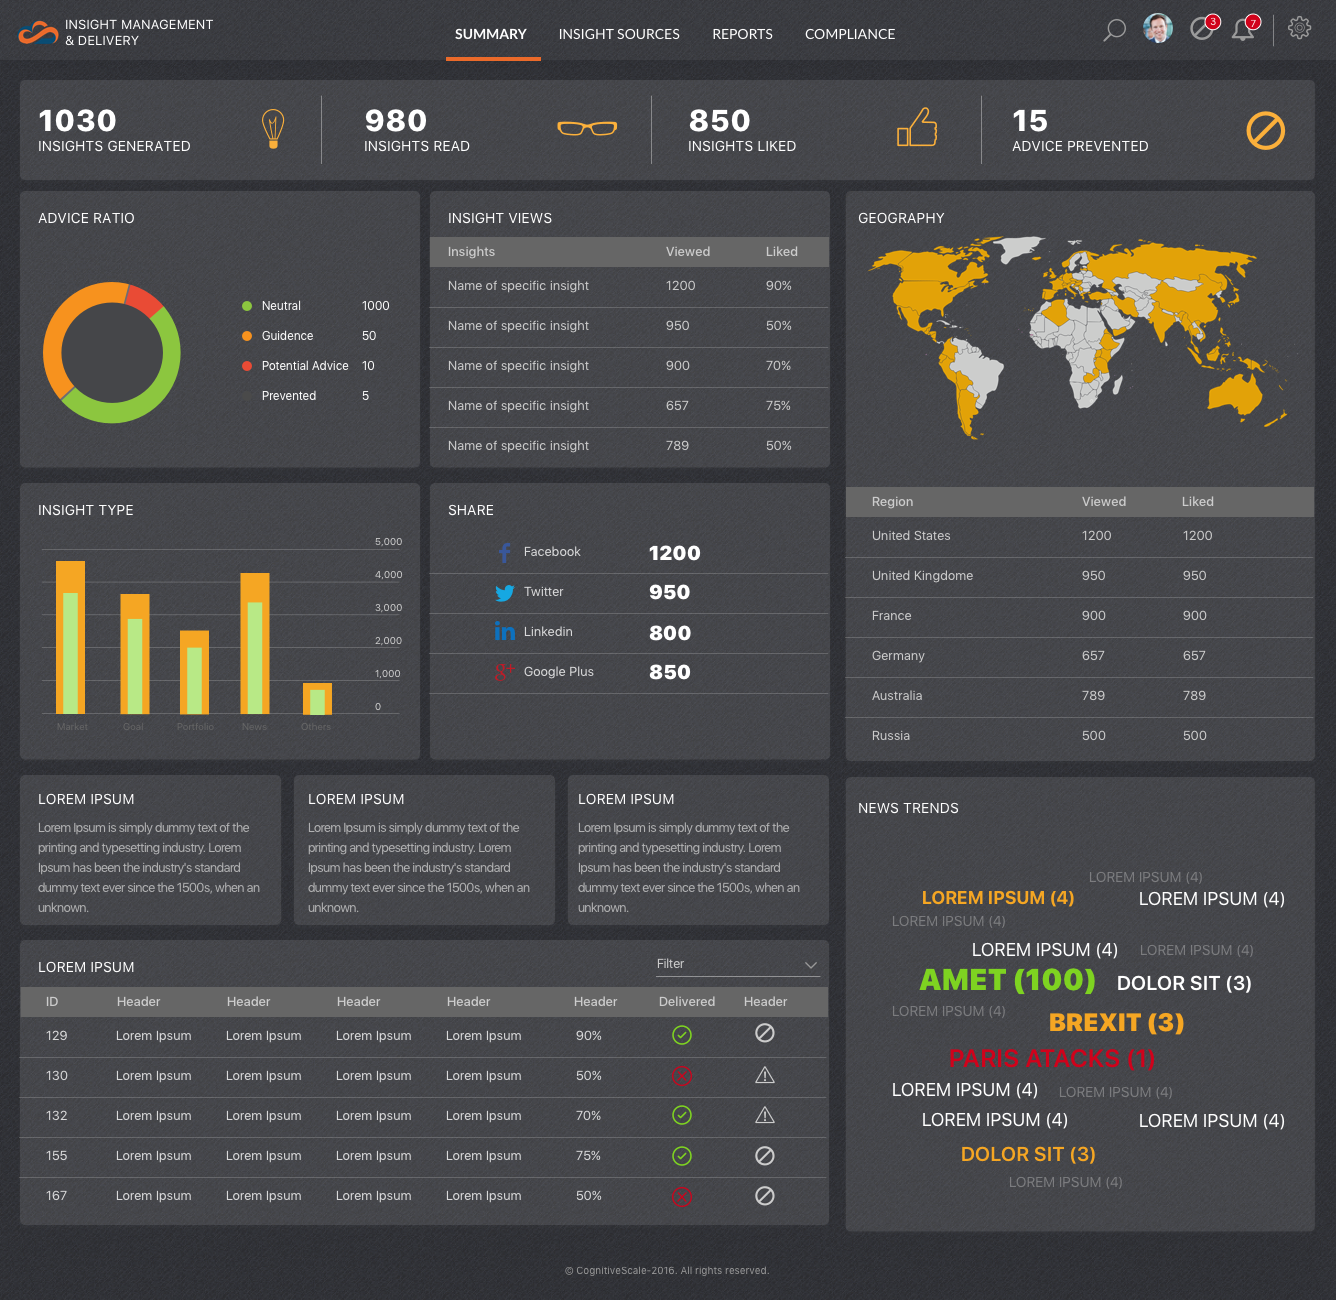 INSIGHT MANAGEMENT
& DELIVERY
SUMMARY INSIGHT SOURCES REPORTS COMPLIANCE
3 7
1030 980 850 15
INSIGHTS GENERATED INSIGHTS READ INSIGHTS LIKED ADVICE PREVENTED
ADVICE RATIO
Neutral 1000
Guidence 50
Potential Advice 10
Prevented 5
INSIGHT VIEWS
Insights Viewed Liked
Name of specific insight 1200 90%
Name of specific insight 950 50%
Name of specific insight 900 70%
Name of specific insight 657 75%
Name of specific insight 789 50%
GEOGRAPHY
Region Viewed Liked
United States 1200 1200
United Kingdome 950 950
France 900 900
Germany 657 657
Australia 789 789
Russia 500 500
INSIGHT TYPE
5,000
4,000
3,000
2,000
1,000
0
Market Goal Portfolio News Others
SHARE
Facebook 1200
Twitter 950
in Linkedin 800
g+ Google Plus 850
LOREM IPSUM
Lorem Ipsum is simply dummy text of the
printing and typesetting industry. Lorem
Ipsum has been the industry's standard
dummy text ever since the 1500s, when an
unknown.
LOREM IPSUM
Lorem Ipsum is simply dummy text of the
printing and typesetting industry. Lorem
Ipsum has been the industry's standard
dummy text ever since the 1500s, when an
unknown.
LOREM IPSUM
Lorem Ipsum is simply dummy text of the
printing and typesetting industry. Lorem
Ipsum has been the industry's standard
dummy text ever since the 1500s, when an
unknown.
LOREM IPSUM
Filter
ID Header Header Header Header Header Delivered Header
129 Lorem Ipsum Lorem Ipsum Lorem Ipsum Lorem Ipsum 90%
130 Lorem Ipsum Lorem Ipsum Lorem Ipsum Lorem Ipsum 50%
132 Lorem Ipsum Lorem Ipsum Lorem Ipsum Lorem Ipsum 70%
155 Lorem Ipsum Lorem Ipsum Lorem Ipsum Lorem Ipsum 75%
167 Lorem Ipsum Lorem Ipsum Lorem Ipsum Lorem Ipsum 50%
NEWS TRENDS
LOREM IPSUM (4)
LOREM IPSUM (4) LOREM IPSUM (4)
LOREM IPSUM (4)
LOREM IPSUM (4) LOREM IPSUM (4)
AMET (100) DOLOR SIT (3)
LOREM IPSUM (4) BREXIT (3)
PARIS ATACKS (1)
LOREM IPSUM (4) LOREM IPSUM (4)
LOREM IPSUM (4) LOREM IPSUM (4)
DOLOR SIT (3)
LOREM IPSUM (4)
© CognitiveScale-2016. All rights reserved.